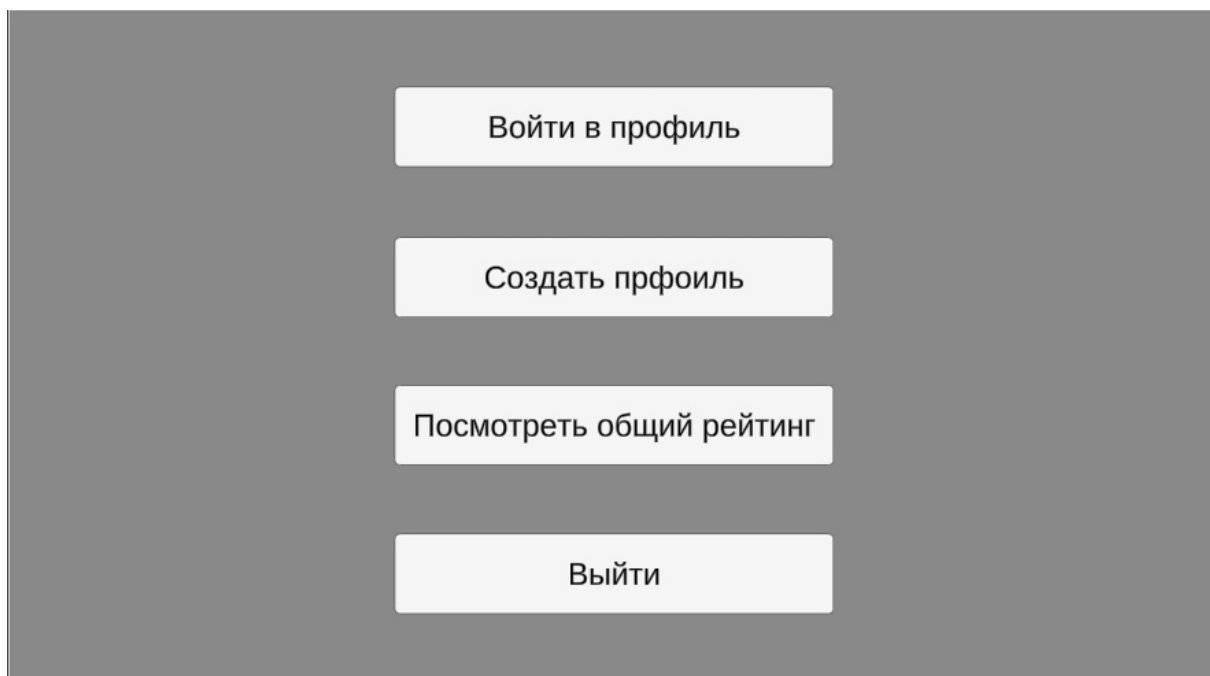 Войти в профиль
Создать прфоиль
Посмотреть общий рейтинг
Выйти